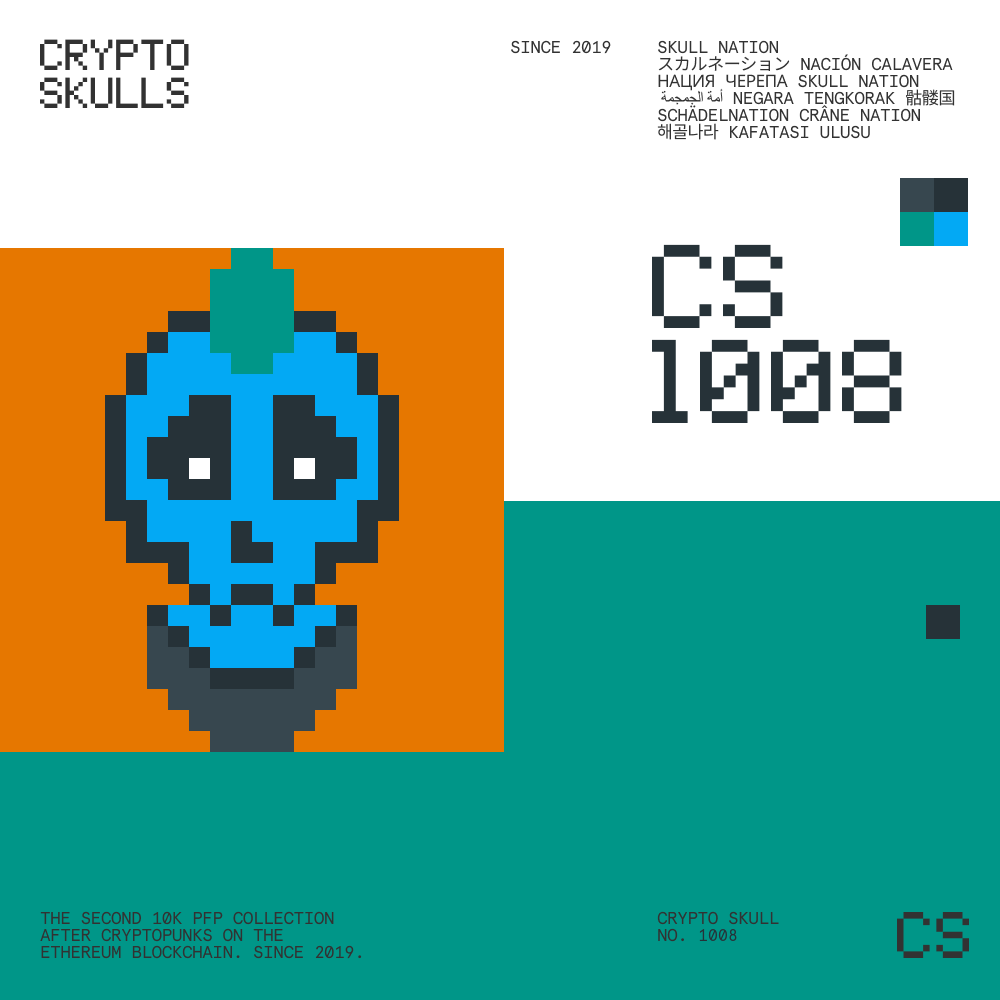 CRYPTO
SKULLS
SINCE 2019
SKULL NATION
スカルネーション NACIÓN CALAVERA
НАЦИЯ ЧЕРЕПА SKULL NATION
أمة الجمجمة NEGARA TENGKORAK 骷髅国
SCHÄDELNATION CRÂNE NATION
해골나라 KAFATASI ULUSU
CS
1008
THE SECOND 10K PFP COLLECTION
AFTER CRYPTOPUNKS ON THE
ETHEREUM BLOCKCHAIN. SINCE 2019.
CRYPTO SKULL
NO. 1008
CS